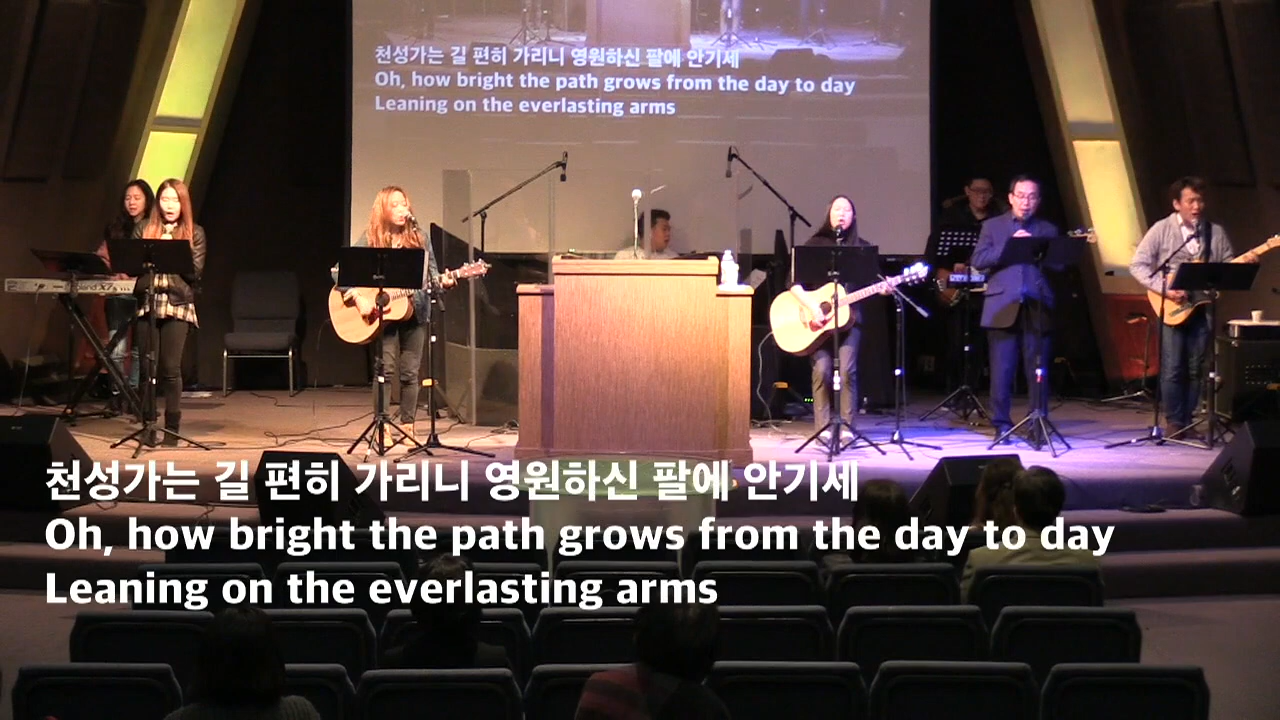 천성가는 길 편히 가리니 영원하신 팔에 안기세
Oh, how bright the path grows from the day to day
Leaning on the everlasting arms
천성가는 길 편히 가리니 영원하신 팔에 안기세
Oh, how bright the path grows from the day to day
Leaning on the everlasting arms